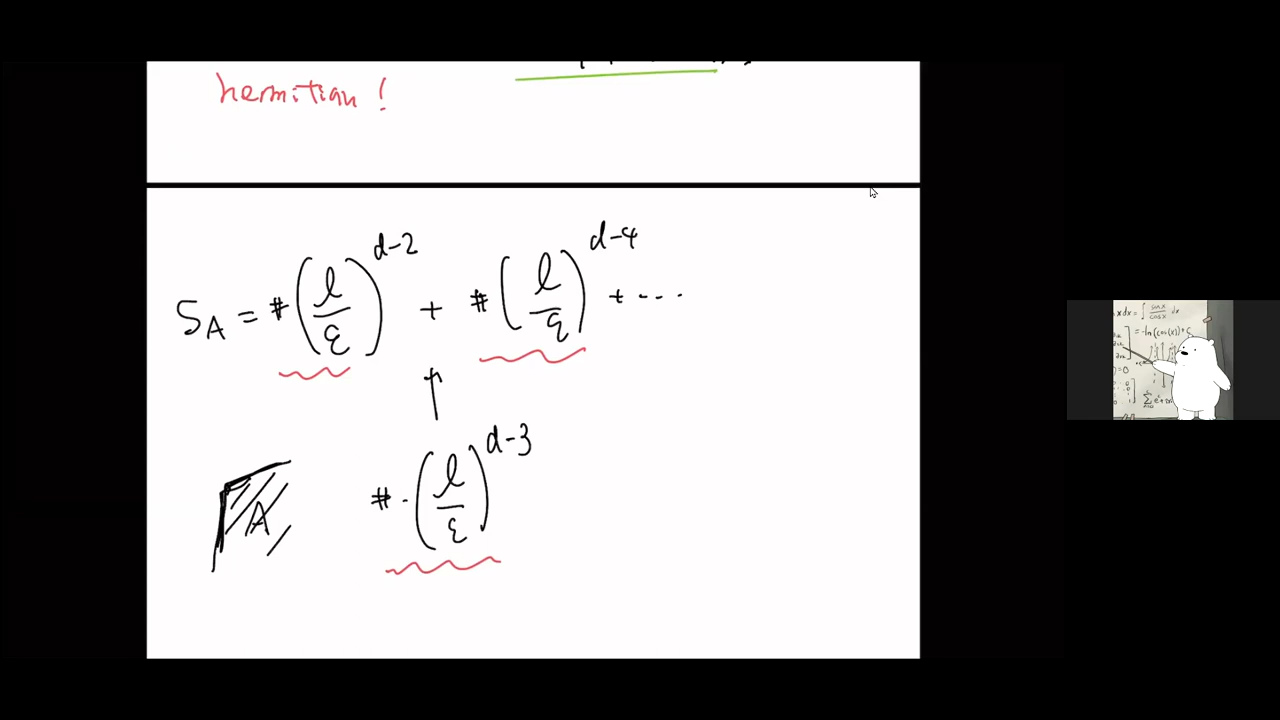 hermitian !
S_A = # (l/ε)^{d-2} + # (l/ε)^{d-4} + ...
A
# · (l/ε)^{d-3}